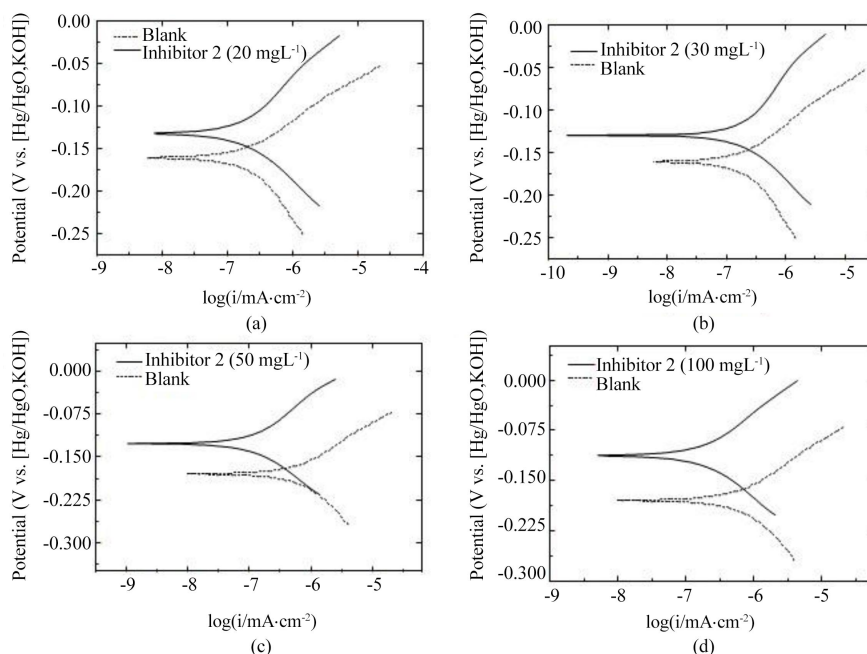 Blank
Inhibitor 2 (20 mgL⁻¹)
0.00
-0.05
-0.10
-0.15
-0.20
-0.25
Potential (V vs. [Hg/HgO,KOH])
-9 -8 -7 -6 -5 -4
log(i/mA·cm⁻²)
(a)
Inhibitor 2 (30 mgL⁻¹)
Blank
0.00
-0.05
-0.10
-0.15
-0.20
-0.25
Potential (V vs. [Hg/HgO,KOH])
-10 -9 -8 -7 -6 -5
log(i/mA·cm⁻²)
(b)
Inhibitor 2 (50 mgL⁻¹)
Blank
0.000
-0.075
-0.150
-0.225
-0.300
Potential (V vs. [Hg/HgO,KOH])
-9 -8 -7 -6 -5
log(i/mA·cm⁻²)
(c)
Inhibitor 2 (100 mgL⁻¹)
Blank
0.000
-0.075
-0.150
-0.225
-0.300
Potential (V vs. [Hg/HgO,KOH])
-9 -8 -7 -6 -5
log(i/mA·cm⁻²)
(d)